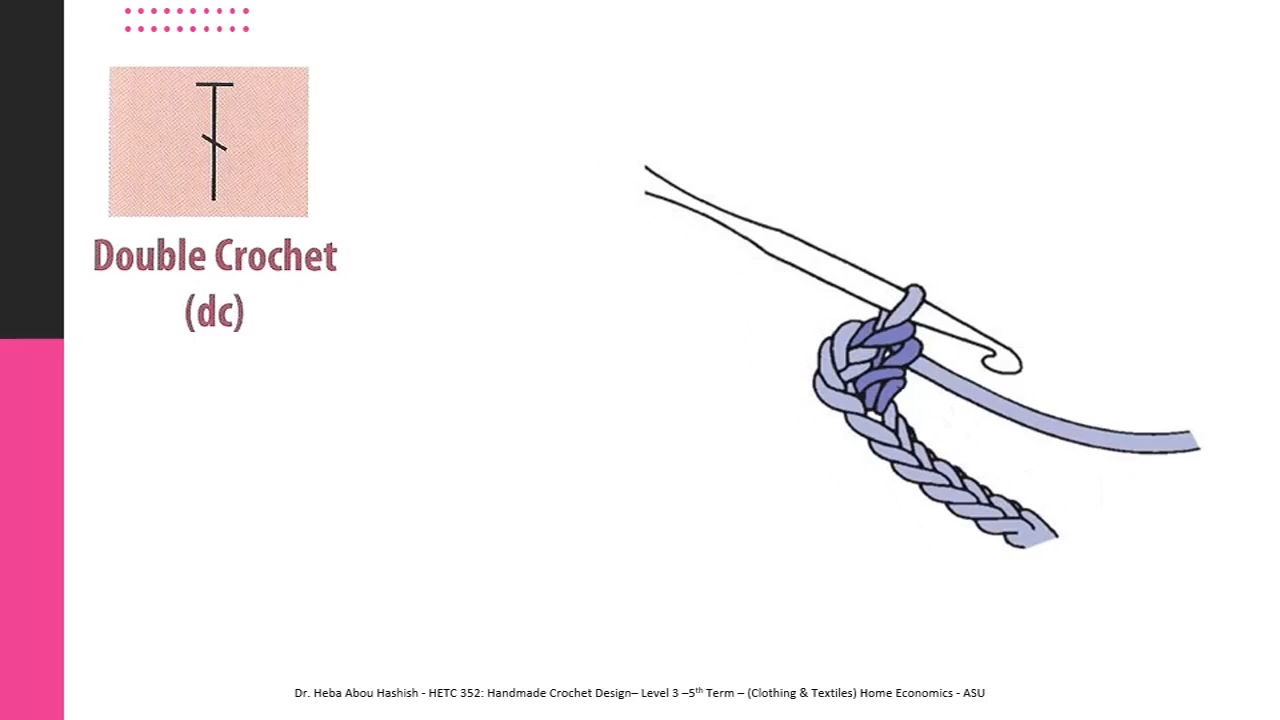 Double Crochet
(dc)
Dr. Heba Abou Hashish - HETC 352: Handmade Crochet Design– Level 3 –5th Term – (Clothing & Textiles) Home Economics - ASU